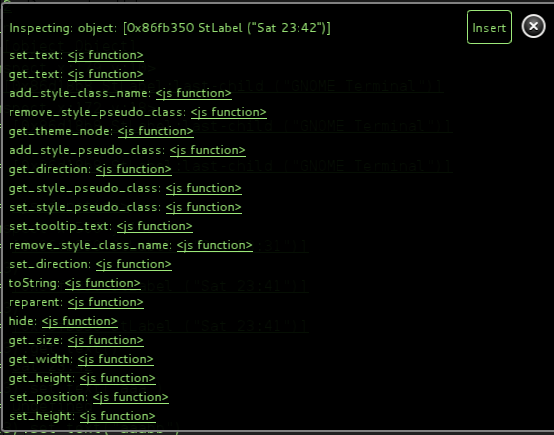 Inspecting: object: [0x86fb350 StLabel ("Sat 23:42")]
Insert
set_text: <js function>
get_text: <js function>
add_style_class_name: <js function>
remove_style_pseudo_class: <js function>
get_theme_node: <js function>
add_style_pseudo_class: <js function>
get_direction: <js function>
get_style_pseudo_class: <js function>
set_style_pseudo_class: <js function>
set_tooltip_text: <js function>
remove_style_class_name: <js function>
set_direction: <js function>
toString: <js function>
reparent: <js function>
hide: <js function>
get_size: <js function>
get_width: <js function>
get_height: <js function>
set_position: <js function>
set_height: <js function>